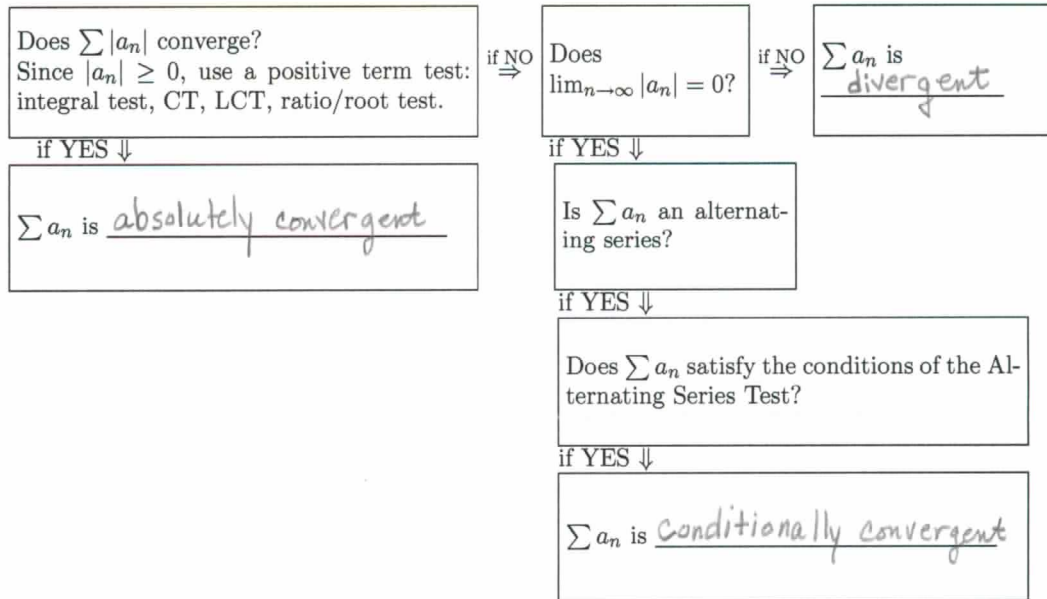 Does ∑ |aₙ| converge?
Since |aₙ| ≥ 0, use a positive term test:
integral test, CT, LCT, ratio/root test.
if NO ⇒
Does
limₙ→∞ |aₙ| = 0?
if NO ⇒
∑ aₙ is
divergent
if YES ⇓
if YES ⇓
∑ aₙ is absolutely convergent
Is ∑ aₙ an alternat-
ing series?
if YES ⇓
Does ∑ aₙ satisfy the conditions of the Al-
ternating Series Test?
if YES ⇓
∑ aₙ is conditionally convergent